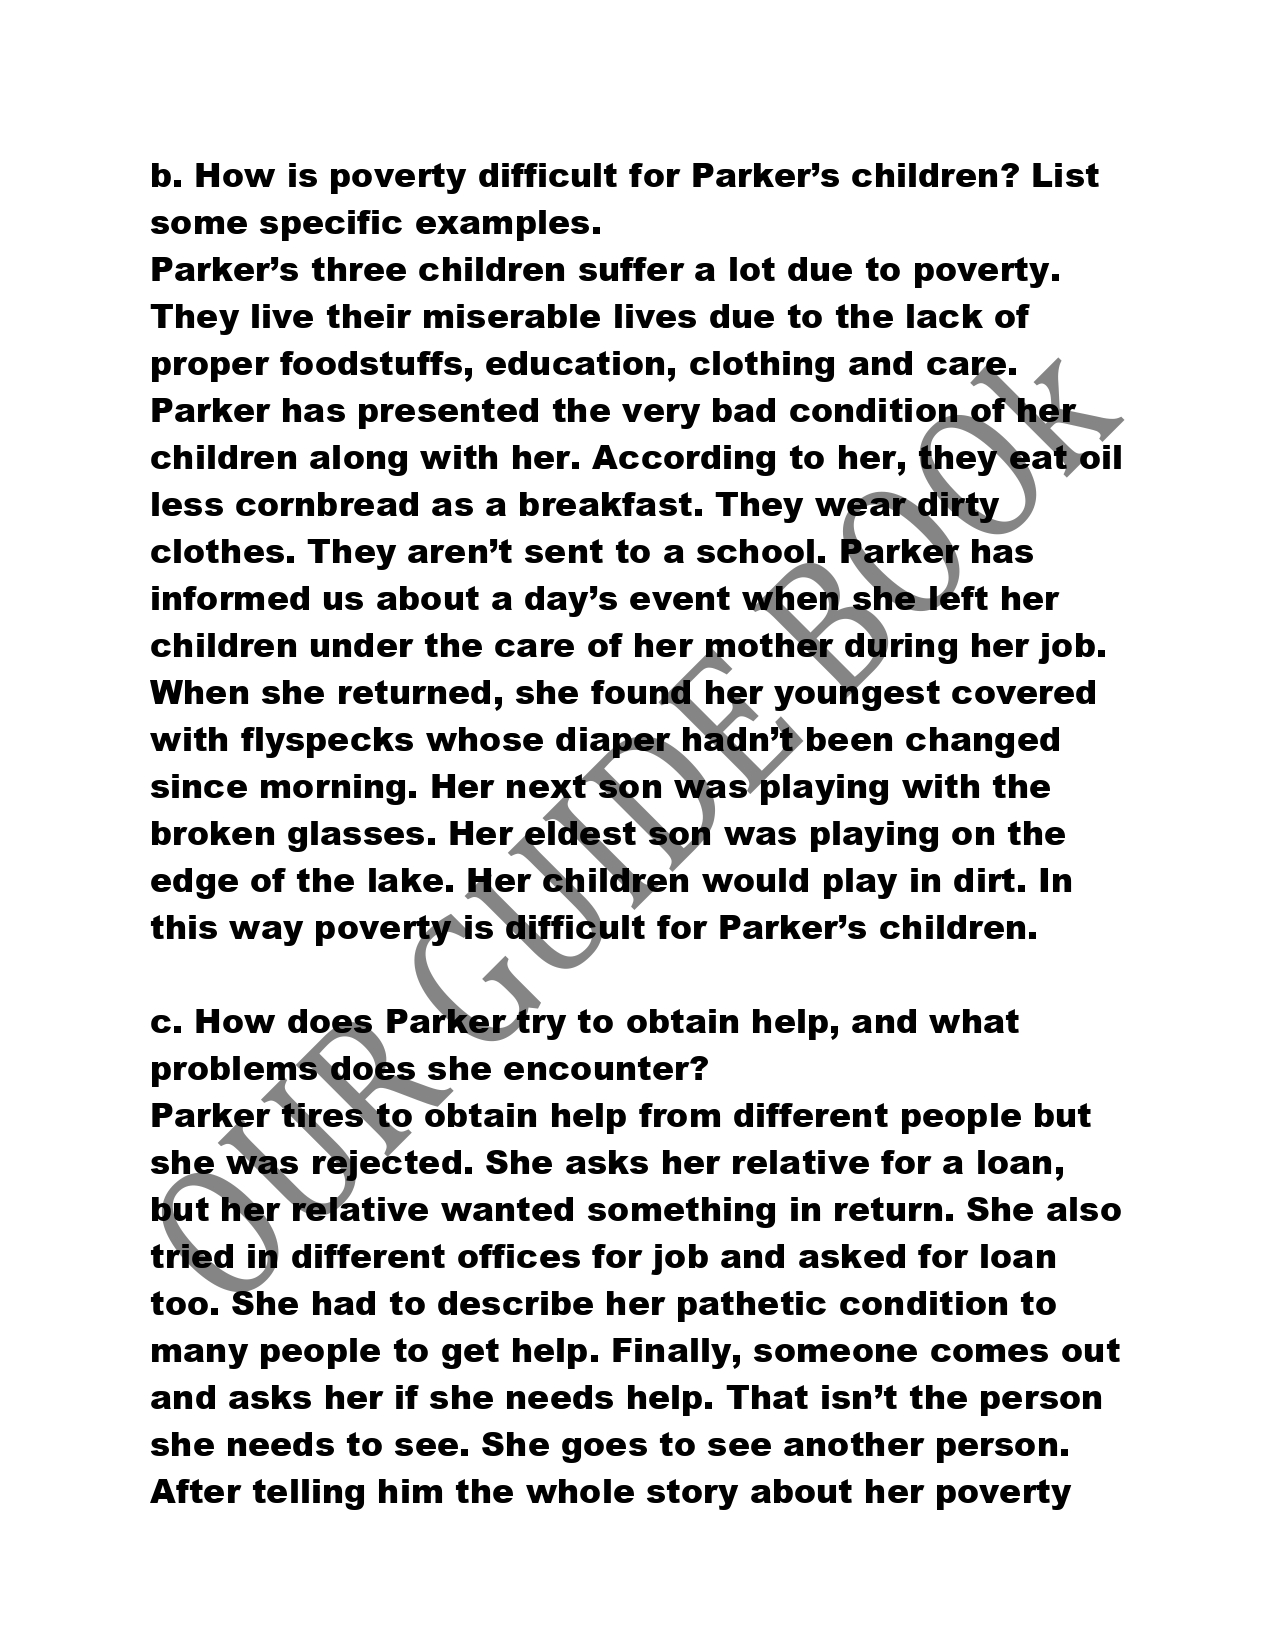 b. How is poverty difficult for Parker’s children? List
some specific examples.
Parker’s three children suffer a lot due to poverty.
They live their miserable lives due to the lack of
proper foodstuffs, education, clothing and care.
Parker has presented the very bad condition of her
children along with her. According to her, they eat oil
less cornbread as a breakfast. They wear dirty
clothes. They aren’t sent to a school. Parker has
informed us about a day’s event when she left her
children under the care of her mother during her job.
When she returned, she found her youngest covered
with flyspecks whose diaper hadn’t been changed
since morning. Her next son was playing with the
broken glasses. Her eldest son was playing on the
edge of the lake. Her children would play in dirt. In
this way poverty is difficult for Parker’s children.
c. How does Parker try to obtain help, and what
problems does she encounter?
Parker tires to obtain help from different people but
she was rejected. She asks her relative for a loan,
but her relative wanted something in return. She also
tried in different offices for job and asked for loan
too. She had to describe her pathetic condition to
many people to get help. Finally, someone comes out
and asks her if she needs help. That isn’t the person
she needs to see. She goes to see another person.
After telling him the whole story about her poverty
OUR GUIDE BOOk